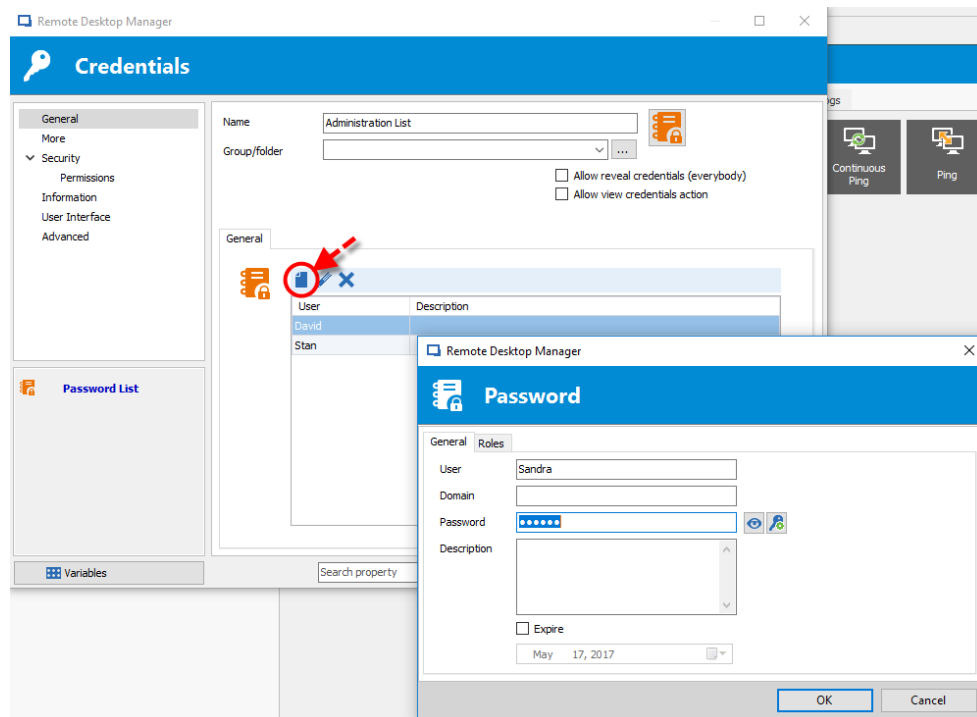 Remote Desktop Manager
Credentials
General
More
Security
Permissions
Information
User Interface
Advanced
Password List
Variables
Name
Administration List
Group/folder
...
Allow reveal credentials (everybody)
Allow view credentials action
General
User Description
David
Stan
Search property
Continuous
Ping
Ping
Remote Desktop Manager
Password
General Roles
User Sandra
Domain
Password ••••••
Description
Expire
May 17, 2017
OK Cancel